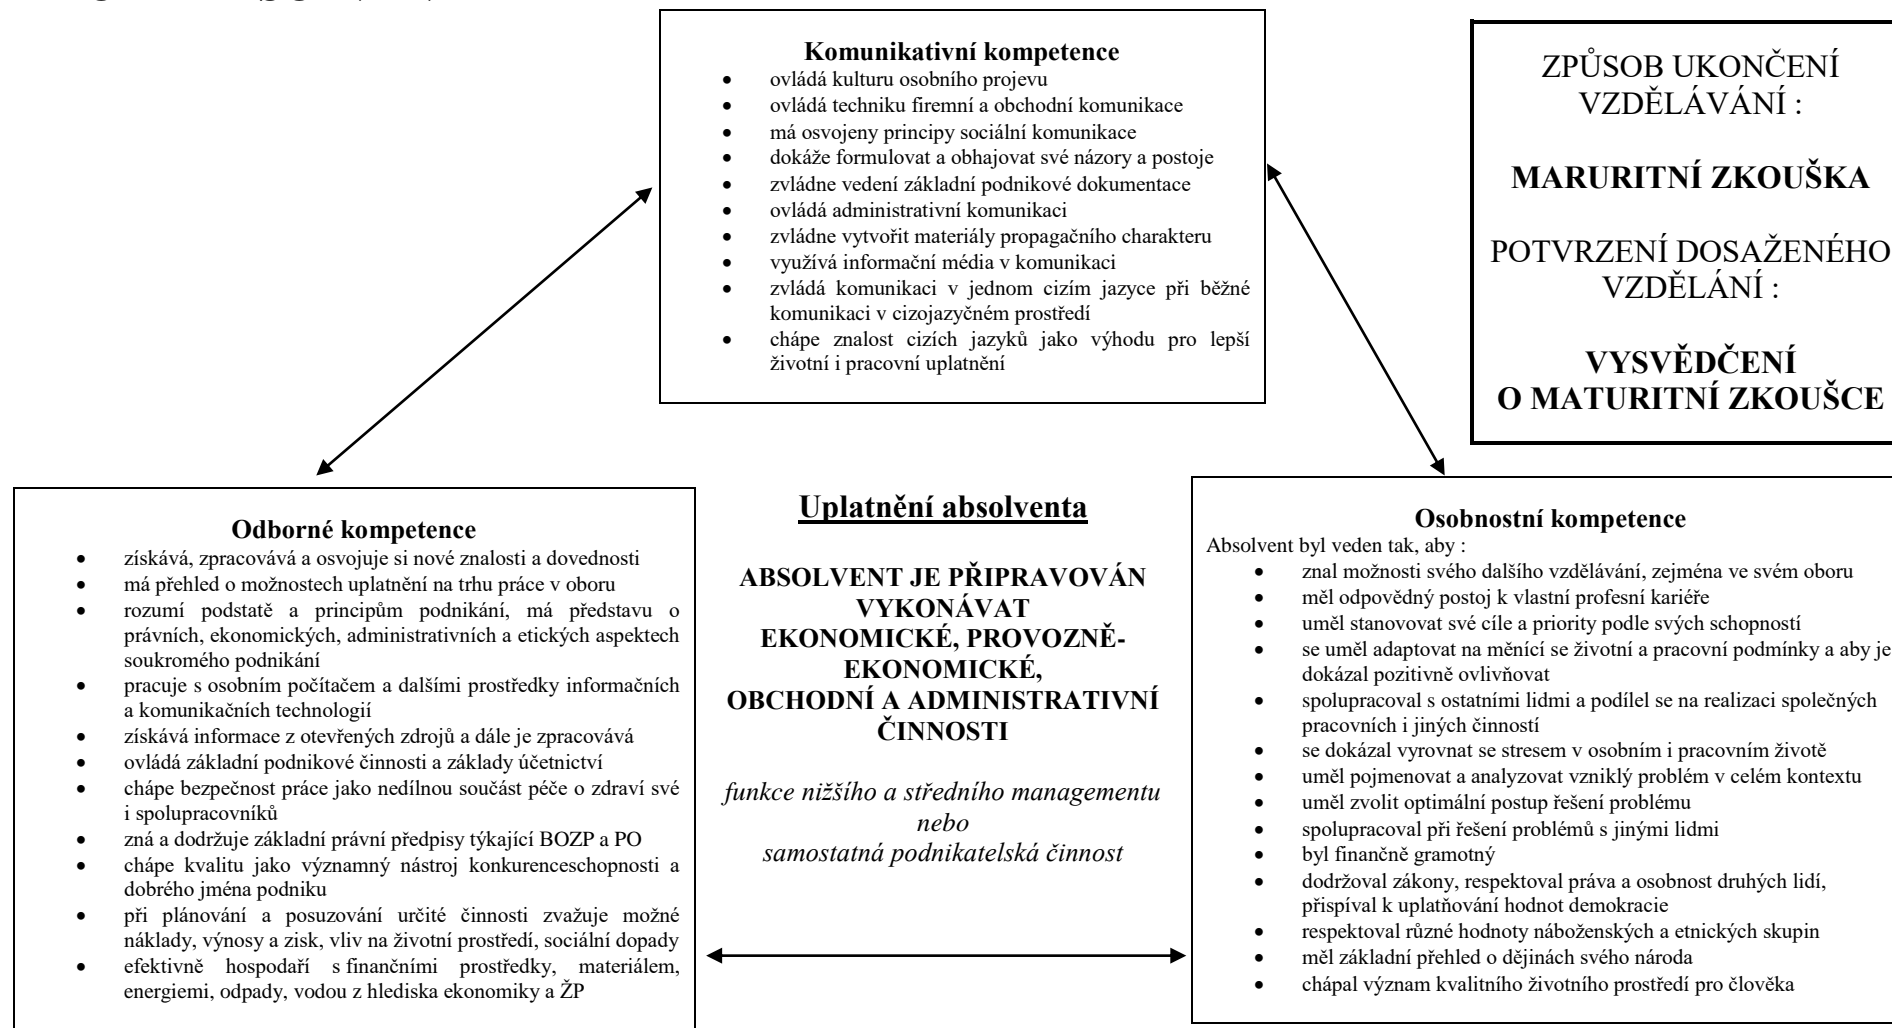 Komunikativní kompetence
• ovládá kulturu osobního projevu
• ovládá techniku firemní a obchodní komunikace
• má osvojeny principy sociální komunikace
• dokáže formulovat a obhajovat své názory a postoje
• zvládne vedení základní podnikové dokumentace
• ovládá administrativní komunikaci
• zvládne vytvořit materiály propagačního charakteru
• využívá informační média v komunikaci
• zvládá komunikaci v jednom cizím jazyce při běžné
komunikaci v cizojazyčném prostředí
• chápe znalost cizích jazyků jako výhodu pro lepší
životní i pracovní uplatnění
ZPŮSOB UKONČENÍ
VZDĚLÁVÁNÍ :
MARURITNÍ ZKOUŠKA
POTVRZENÍ DOSAŽENÉHO
VZDĚLÁNÍ :
VYSVĚDČENÍ
O MATURITNÍ ZKOUŠCE
Odborné kompetence
• získává, zpracovává a osvojuje si nové znalosti a dovednosti
• má přehled o možnostech uplatnění na trhu práce v oboru
• rozumí podstatě a principům podnikání, má představu o
právních, ekonomických, administrativních a etických aspektech
soukromého podnikání
• pracuje s osobním počítačem a dalšími prostředky informačních
a komunikačních technologií
• získává informace z otevřených zdrojů a dále je zpracovává
• ovládá základní podnikové činnosti a základy účetnictví
• chápe bezpečnost práce jako nedílnou součást péče o zdraví své
i spolupracovníků
• zná a dodržuje základní právní předpisy týkající BOZP a PO
• chápe kvalitu jako významný nástroj konkurenceschopnosti a
dobrého jména podniku
• při plánování a posuzování určité činnosti zvažuje možné
náklady, výnosy a zisk, vliv na životní prostředí, sociální dopady
• efektivně hospodaří s finančními prostředky, materiálem,
energiemi, odpady, vodou z hlediska ekonomiky a ŽP
Uplatnění absolventa
ABSOLVENT JE PŘIPRAVOVÁN
VYKONÁVAT
EKONOMICKÉ, PROVOZNĚ-
EKONOMICKÉ,
OBCHODNÍ A ADMINISTRATIVNÍ
ČINNOSTI
funkce nižšího a středního managementu
nebo
samostatná podnikatelská činnost
Osobnostní kompetence
Absolvent byl veden tak, aby :
• znal možnosti svého dalšího vzdělávání, zejména ve svém oboru
• měl odpovědný postoj k vlastní profesní kariéře
• uměl stanovovat své cíle a priority podle svých schopností
• se uměl adaptovat na měnící se životní a pracovní podmínky a aby je
dokázal pozitivně ovlivňovat
• spolupracoval s ostatními lidmi a podílel se na realizaci společných
pracovních i jiných činností
• se dokázal vyrovnat se stresem v osobním i pracovním životě
• uměl pojmenovat a analyzovat vzniklý problém v celém kontextu
• uměl zvolit optimální postup řešení problému
• spolupracoval při řešení problémů s jinými lidmi
• byl finančně gramotný
• dodržoval zákony, respektoval práva a osobnost druhých lidí,
přispíval k uplatňování hodnot demokracie
• respektoval různé hodnoty náboženských a etnických skupin
• měl základní přehled o dějinách svého národa
• chápal význam kvalitního životního prostředí pro člověka